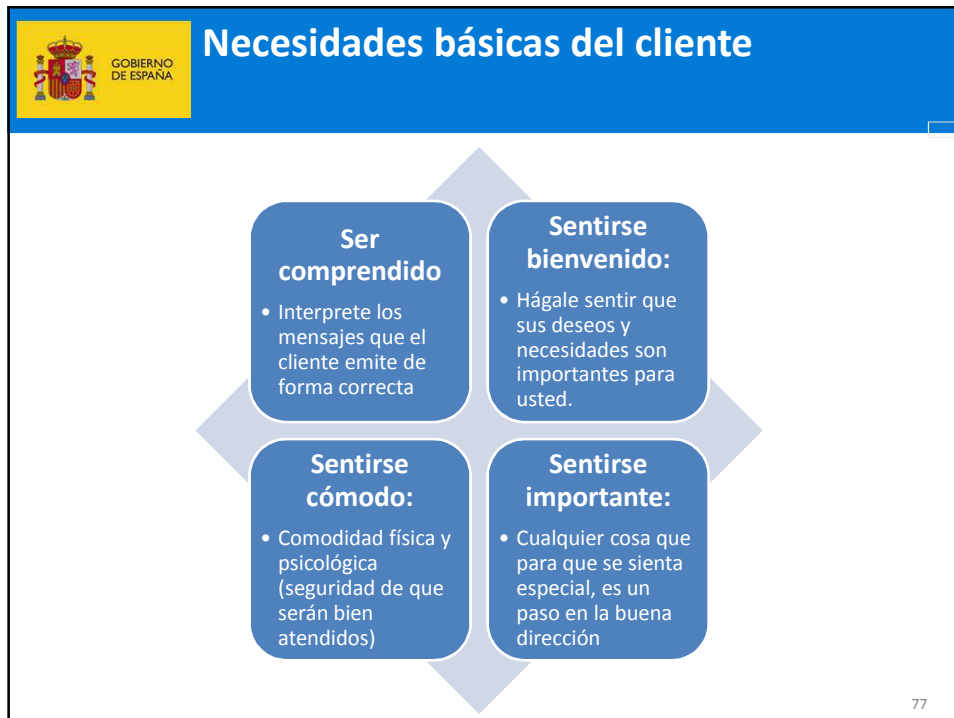 GOBIERNO
DE ESPAÑA
Necesidades básicas del cliente
Ser
comprendido
• Interprete los
mensajes que el
cliente emite de
forma correcta
Sentirse
bienvenido:
• Hágale sentir que
sus deseos y
necesidades son
importantes para
usted.
Sentirse
cómodo:
• Comodidad física y
psicológica
(seguridad de que
serán bien
atendidos)
Sentirse
importante:
• Cualquier cosa que
para que se sienta
especial, es un
paso en la buena
dirección
77